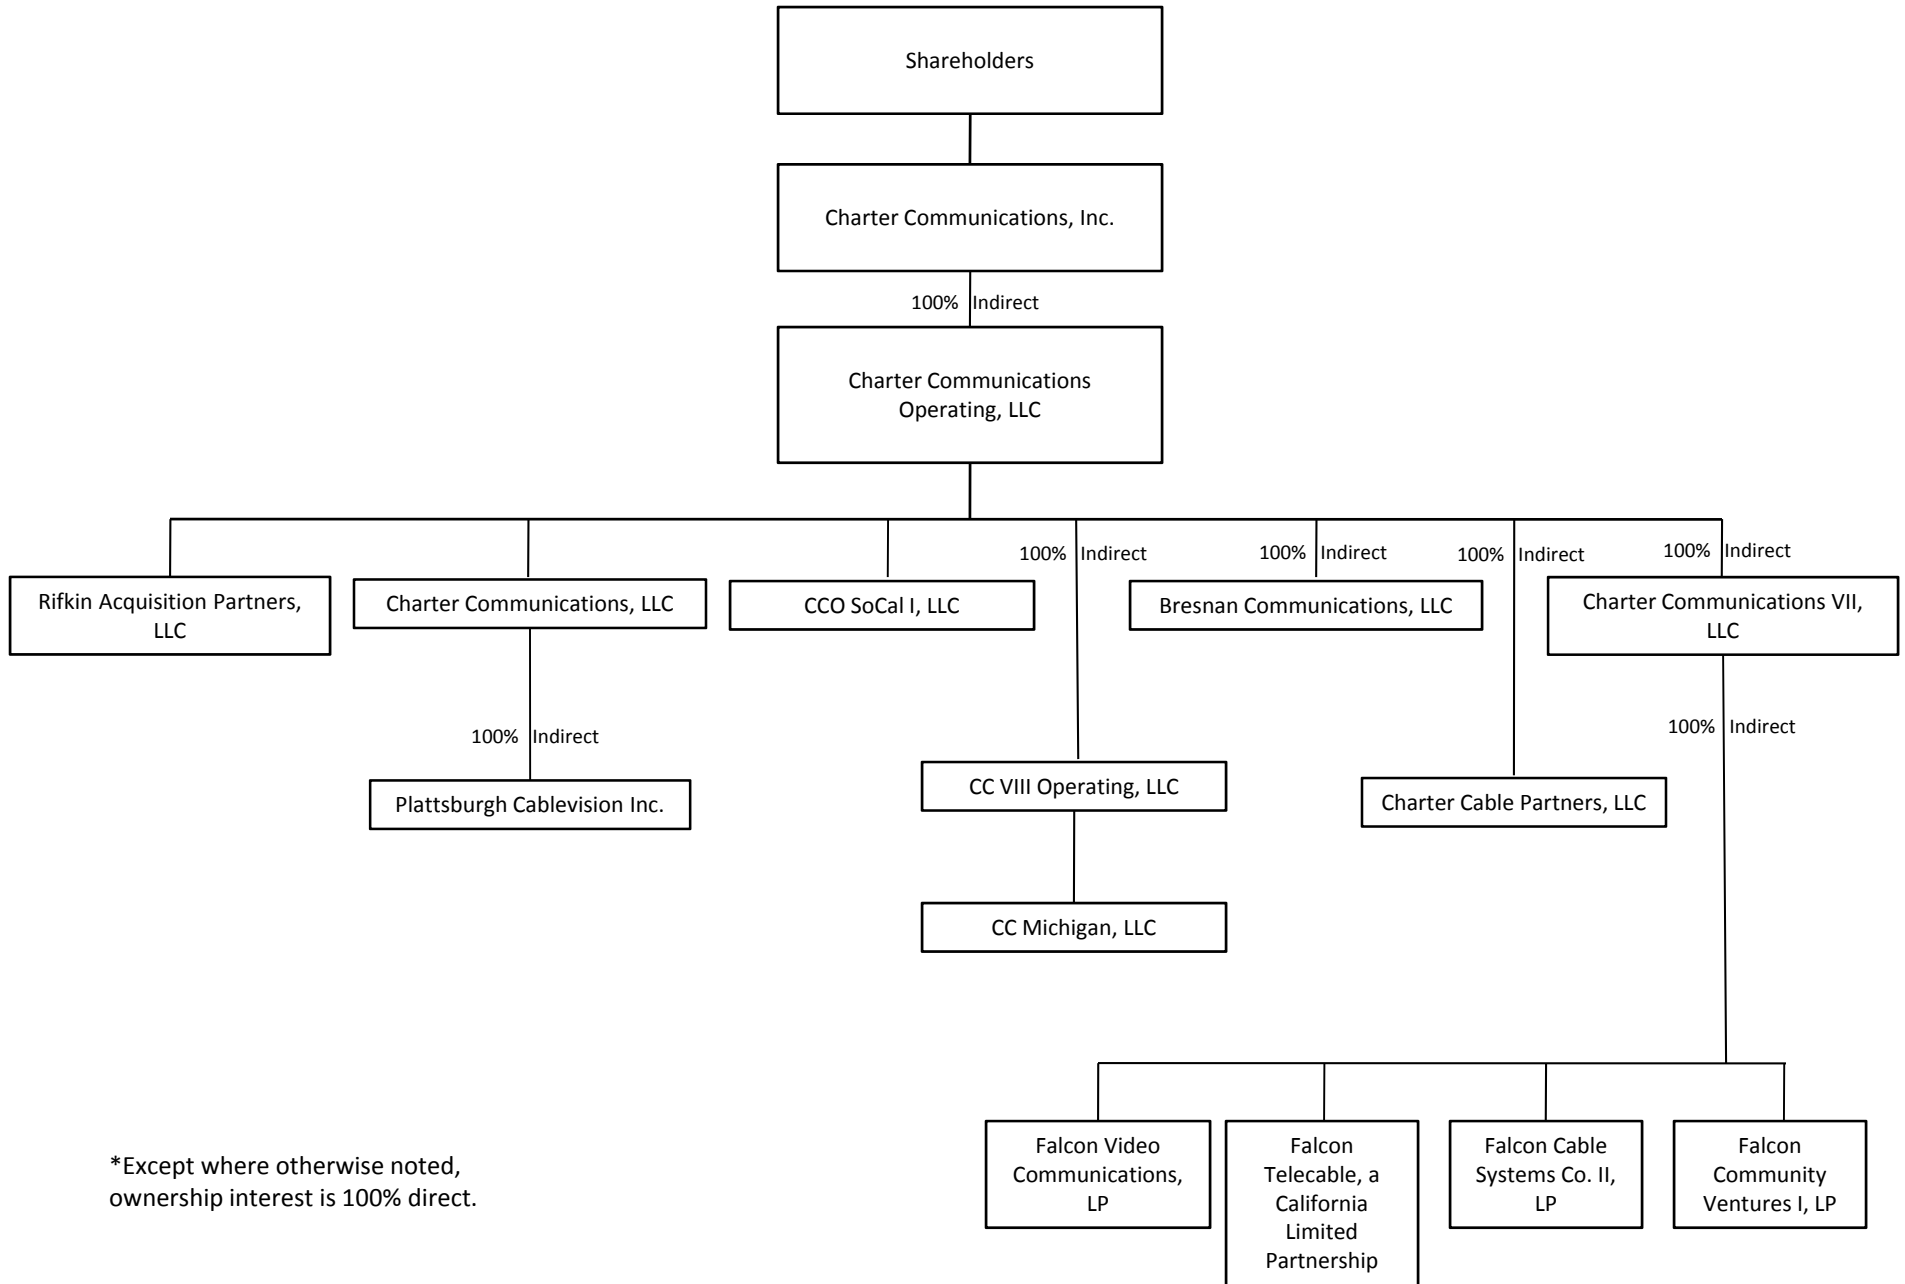 Shareholders
Charter Communications, Inc.
100% Indirect
Charter Communications
Operating, LLC
100% Indirect
100% Indirect
100% Indirect
100% Indirect
Rifkin Acquisition Partners,
LLC
Charter Communications, LLC
CCO SoCal I, LLC
Bresnan Communications, LLC
Charter Communications VII,
LLC
100% Indirect
100% Indirect
Plattsburgh Cablevision Inc.
CC VIII Operating, LLC
Charter Cable Partners, LLC
CC Michigan, LLC
Falcon Video
Communications,
LP
Falcon
Telecable, a
California
Limited
Partnership
Falcon Cable
Systems Co. II,
LP
Falcon
Community
Ventures I, LP
*Except where otherwise noted,
ownership interest is 100% direct.